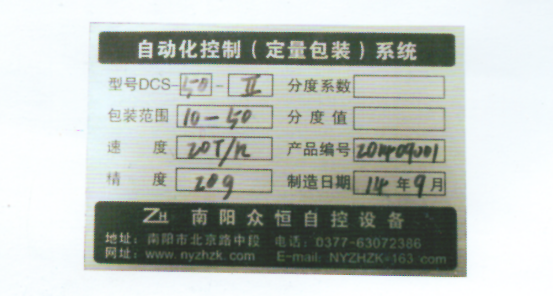 自动化控制(定量包装)系统
型号DCS-50-II 分度系数
包装范围 10-50 分度值
速度 20T/h 产品编号 201409001
精度 20g 制造日期 14年9月
ZH 南阳众恒自控设备
地址:南阳市北京路中段 电话:0377-63072386
网址:www.nyzhzk.com E-mail:NYZHZK@163.com